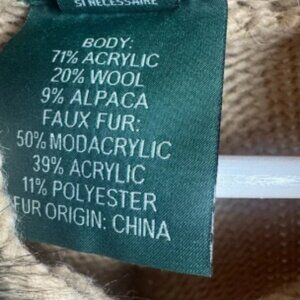 SI NÉCESSAIRE
BODY:
71% ACRYLIC
20% WOOL
9% ALPACA
FAUX FUR:
50% MODACRYLIC
39% ACRYLIC
11% POLYESTER
FUR ORIGIN: CHINA